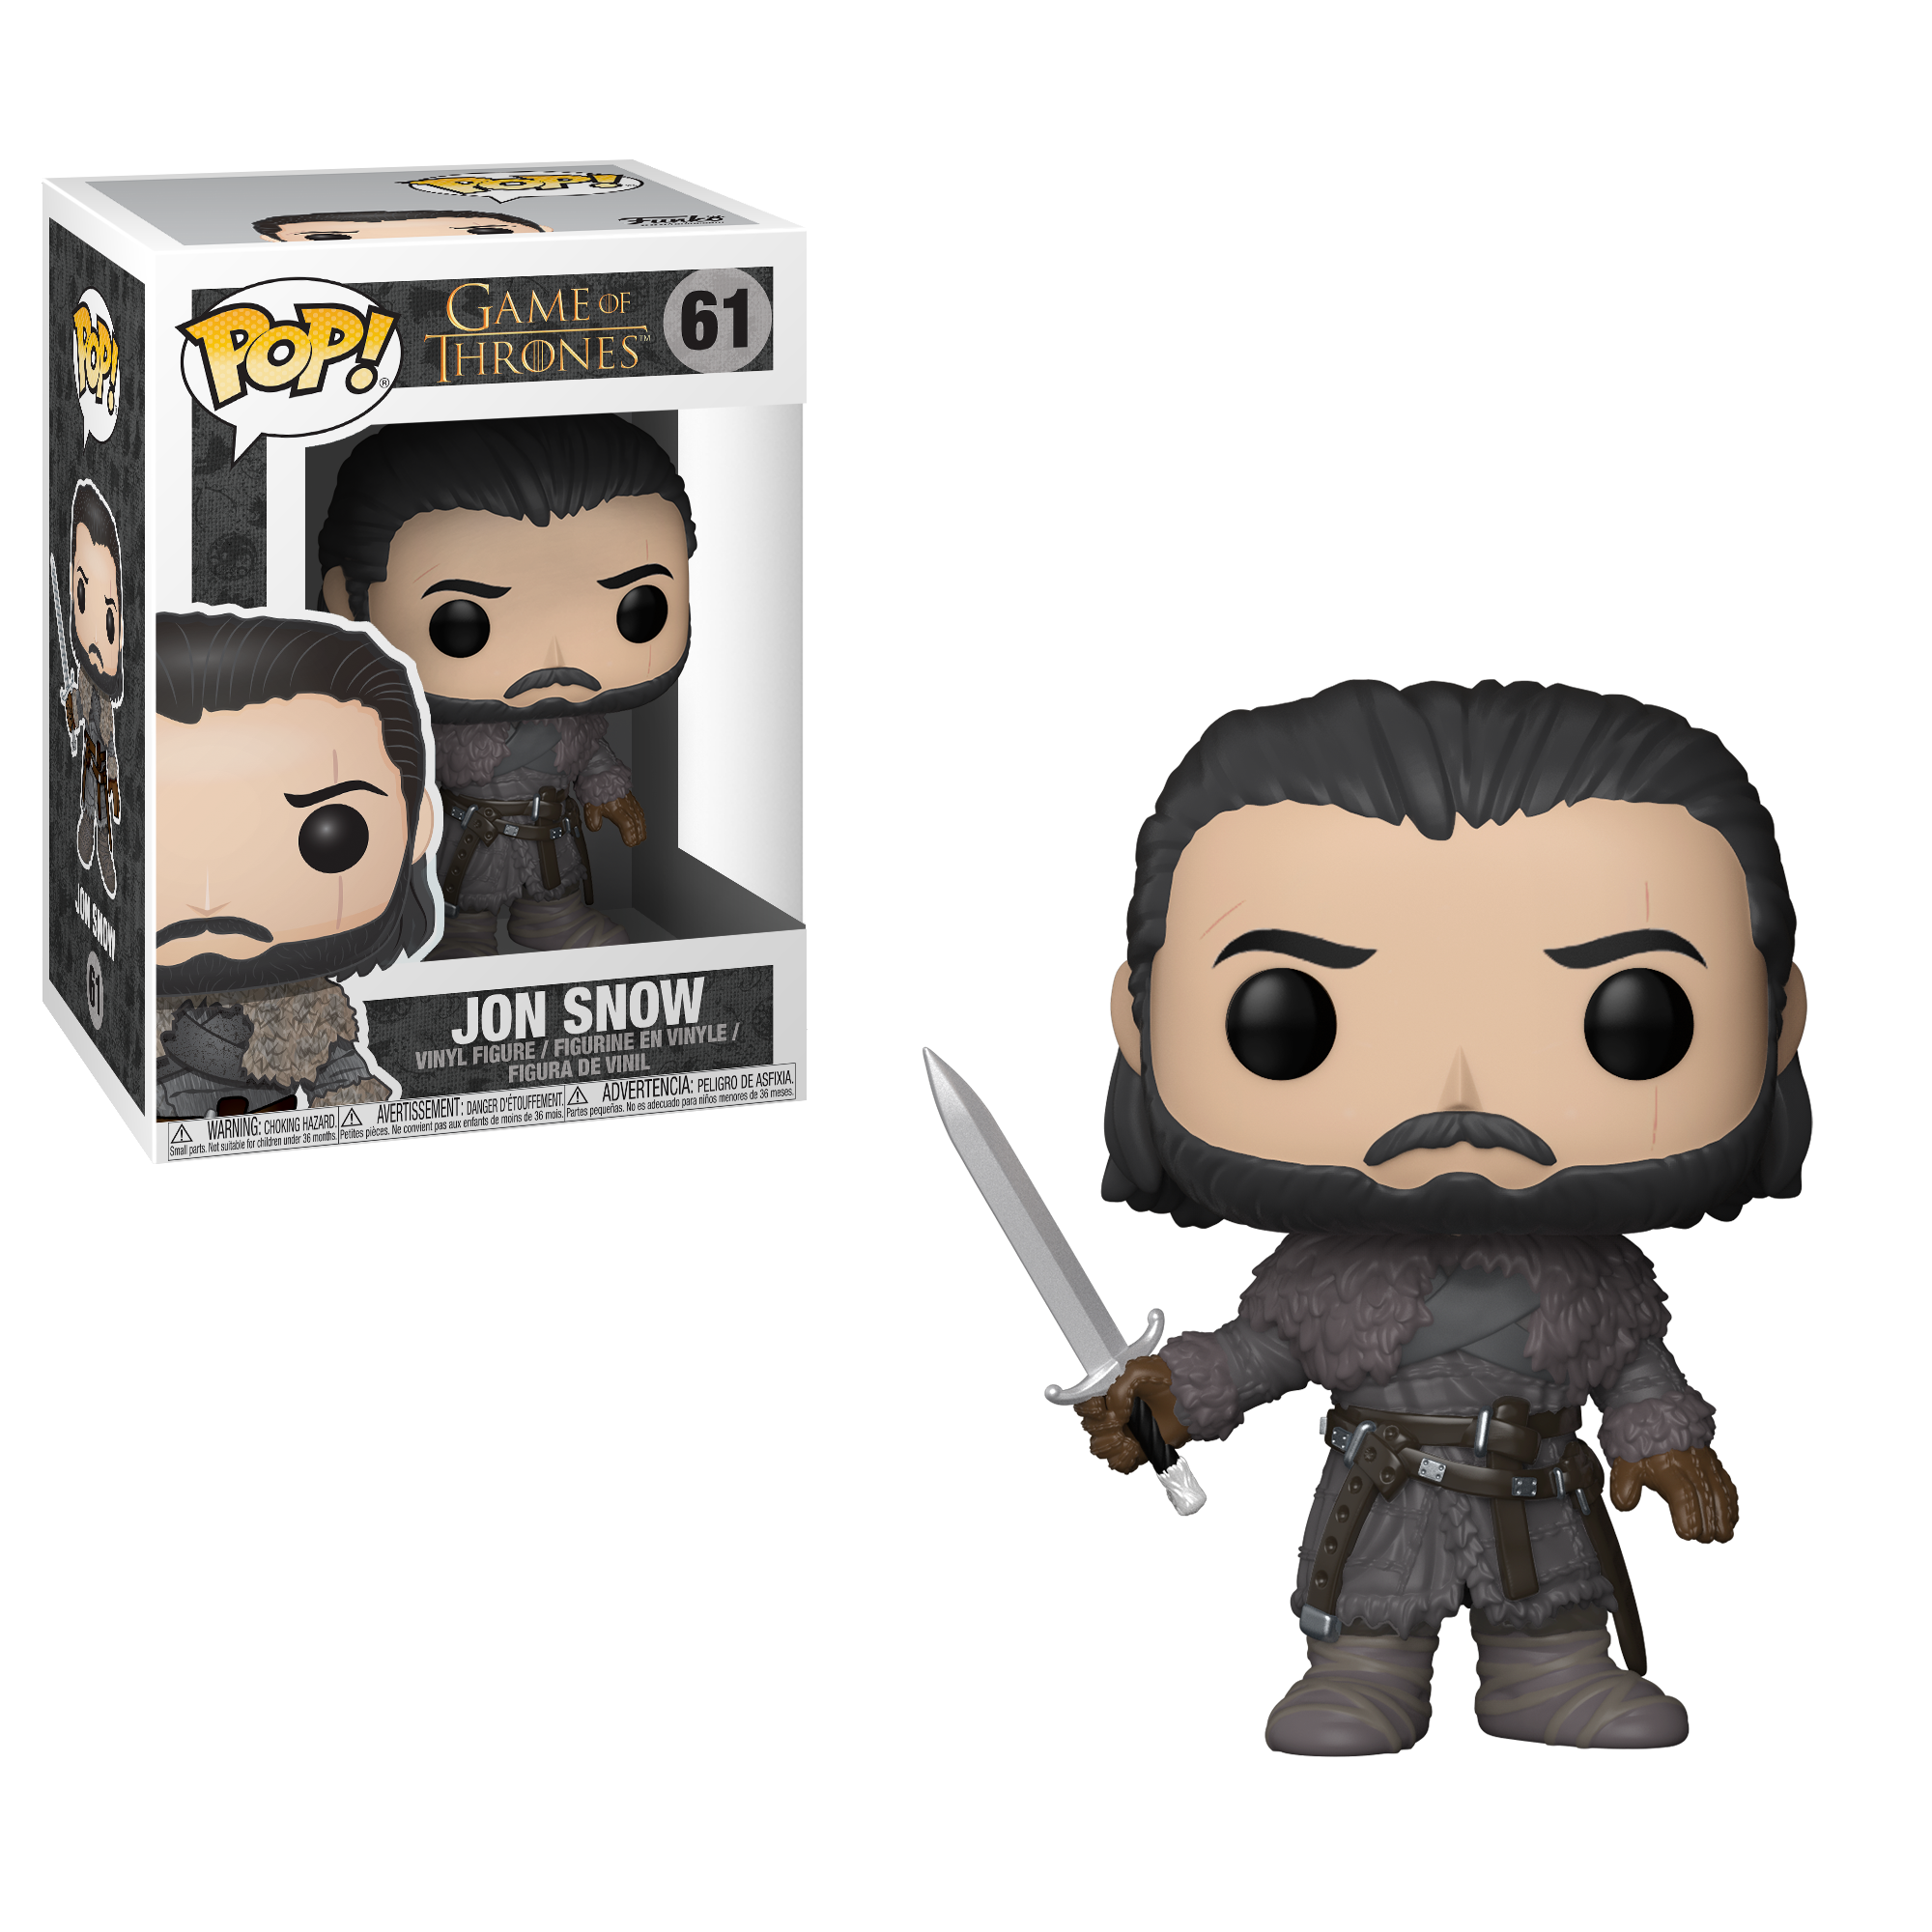 POP!
Funko
POP!
GAME OF
THRONES™
61
POP!®
JON SNOW
61
JON SNOW
VINYL FIGURE / FIGURINE EN VINYLE /
FIGURA DE VINIL
WARNING: CHOKING HAZARD.
Small parts. Not suitable for children under 36 months.
AVERTISSEMENT: DANGER D'ÉTOUFFEMENT.
Petites pièces. Ne convient pas aux enfants de moins de 36 mois.
ADVERTENCIA: PELIGRO DE ASFIXIA.
Partes pequeñas. No es adecuado para niños menores de 36 meses.